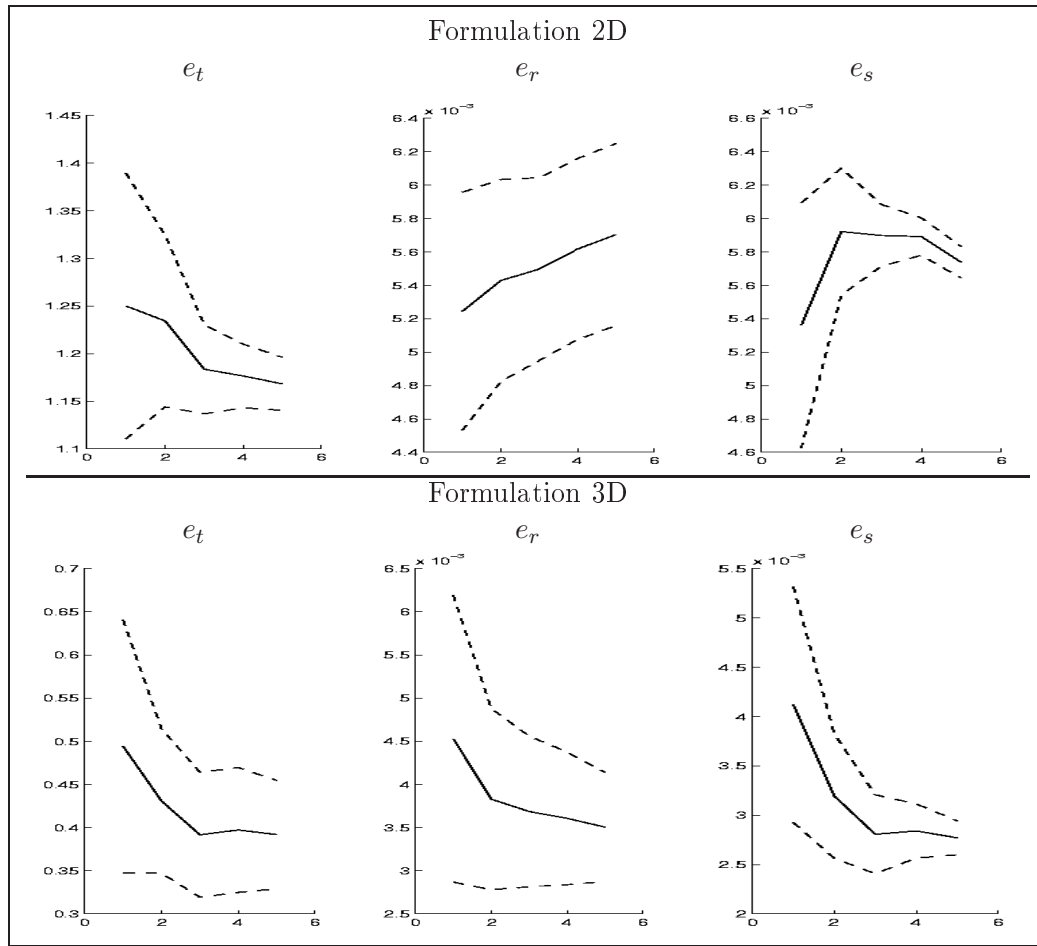 Formulation 2D
e_t e_r e_s
× 10⁻³ × 10⁻³
1.45 6.4 6.6
1.4 6.2 6.4
1.35 6 6.2
1.3 5.8 6
1.25 5.6 5.8
1.2 5.4 5.6
1.15 5.2 5.4
1.1 5 5.2
4.8 5
4.6 4.8
4.4 4.6
0 2 4 6 0 2 4 6 0 2 4 6
Formulation 3D
e_t e_r e_s
× 10⁻³ × 10⁻³
0.7 6.5 5.5
0.65 6 5
0.6 5.5 4.5
0.55 5 4
0.5 4.5 3.5
0.45 4 3
0.4 3.5 2.5
0.35 3 2
0.3 2.5
0 2 4 6 0 2 4 6 0 2 4 6